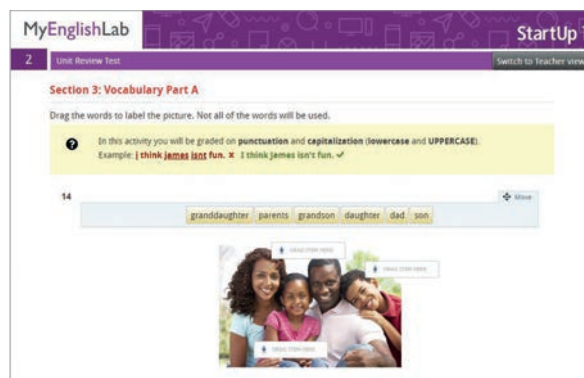 MyEnglishLab
StartUp
2 Unit Review Test
Switch to Teacher view
Section 3: Vocabulary Part A
Drag the words to label the picture. Not all of the words will be used.
In this activity you will be graded on punctuation and capitalization (lowercase and UPPERCASE).
Example: i think james isnt fun. ✗ I think James isn't fun. ✓
14
Move
granddaughter parents grandson daughter dad son
DRAG ITEM HERE
DRAG ITEM HERE
DRAG ITEM HERE